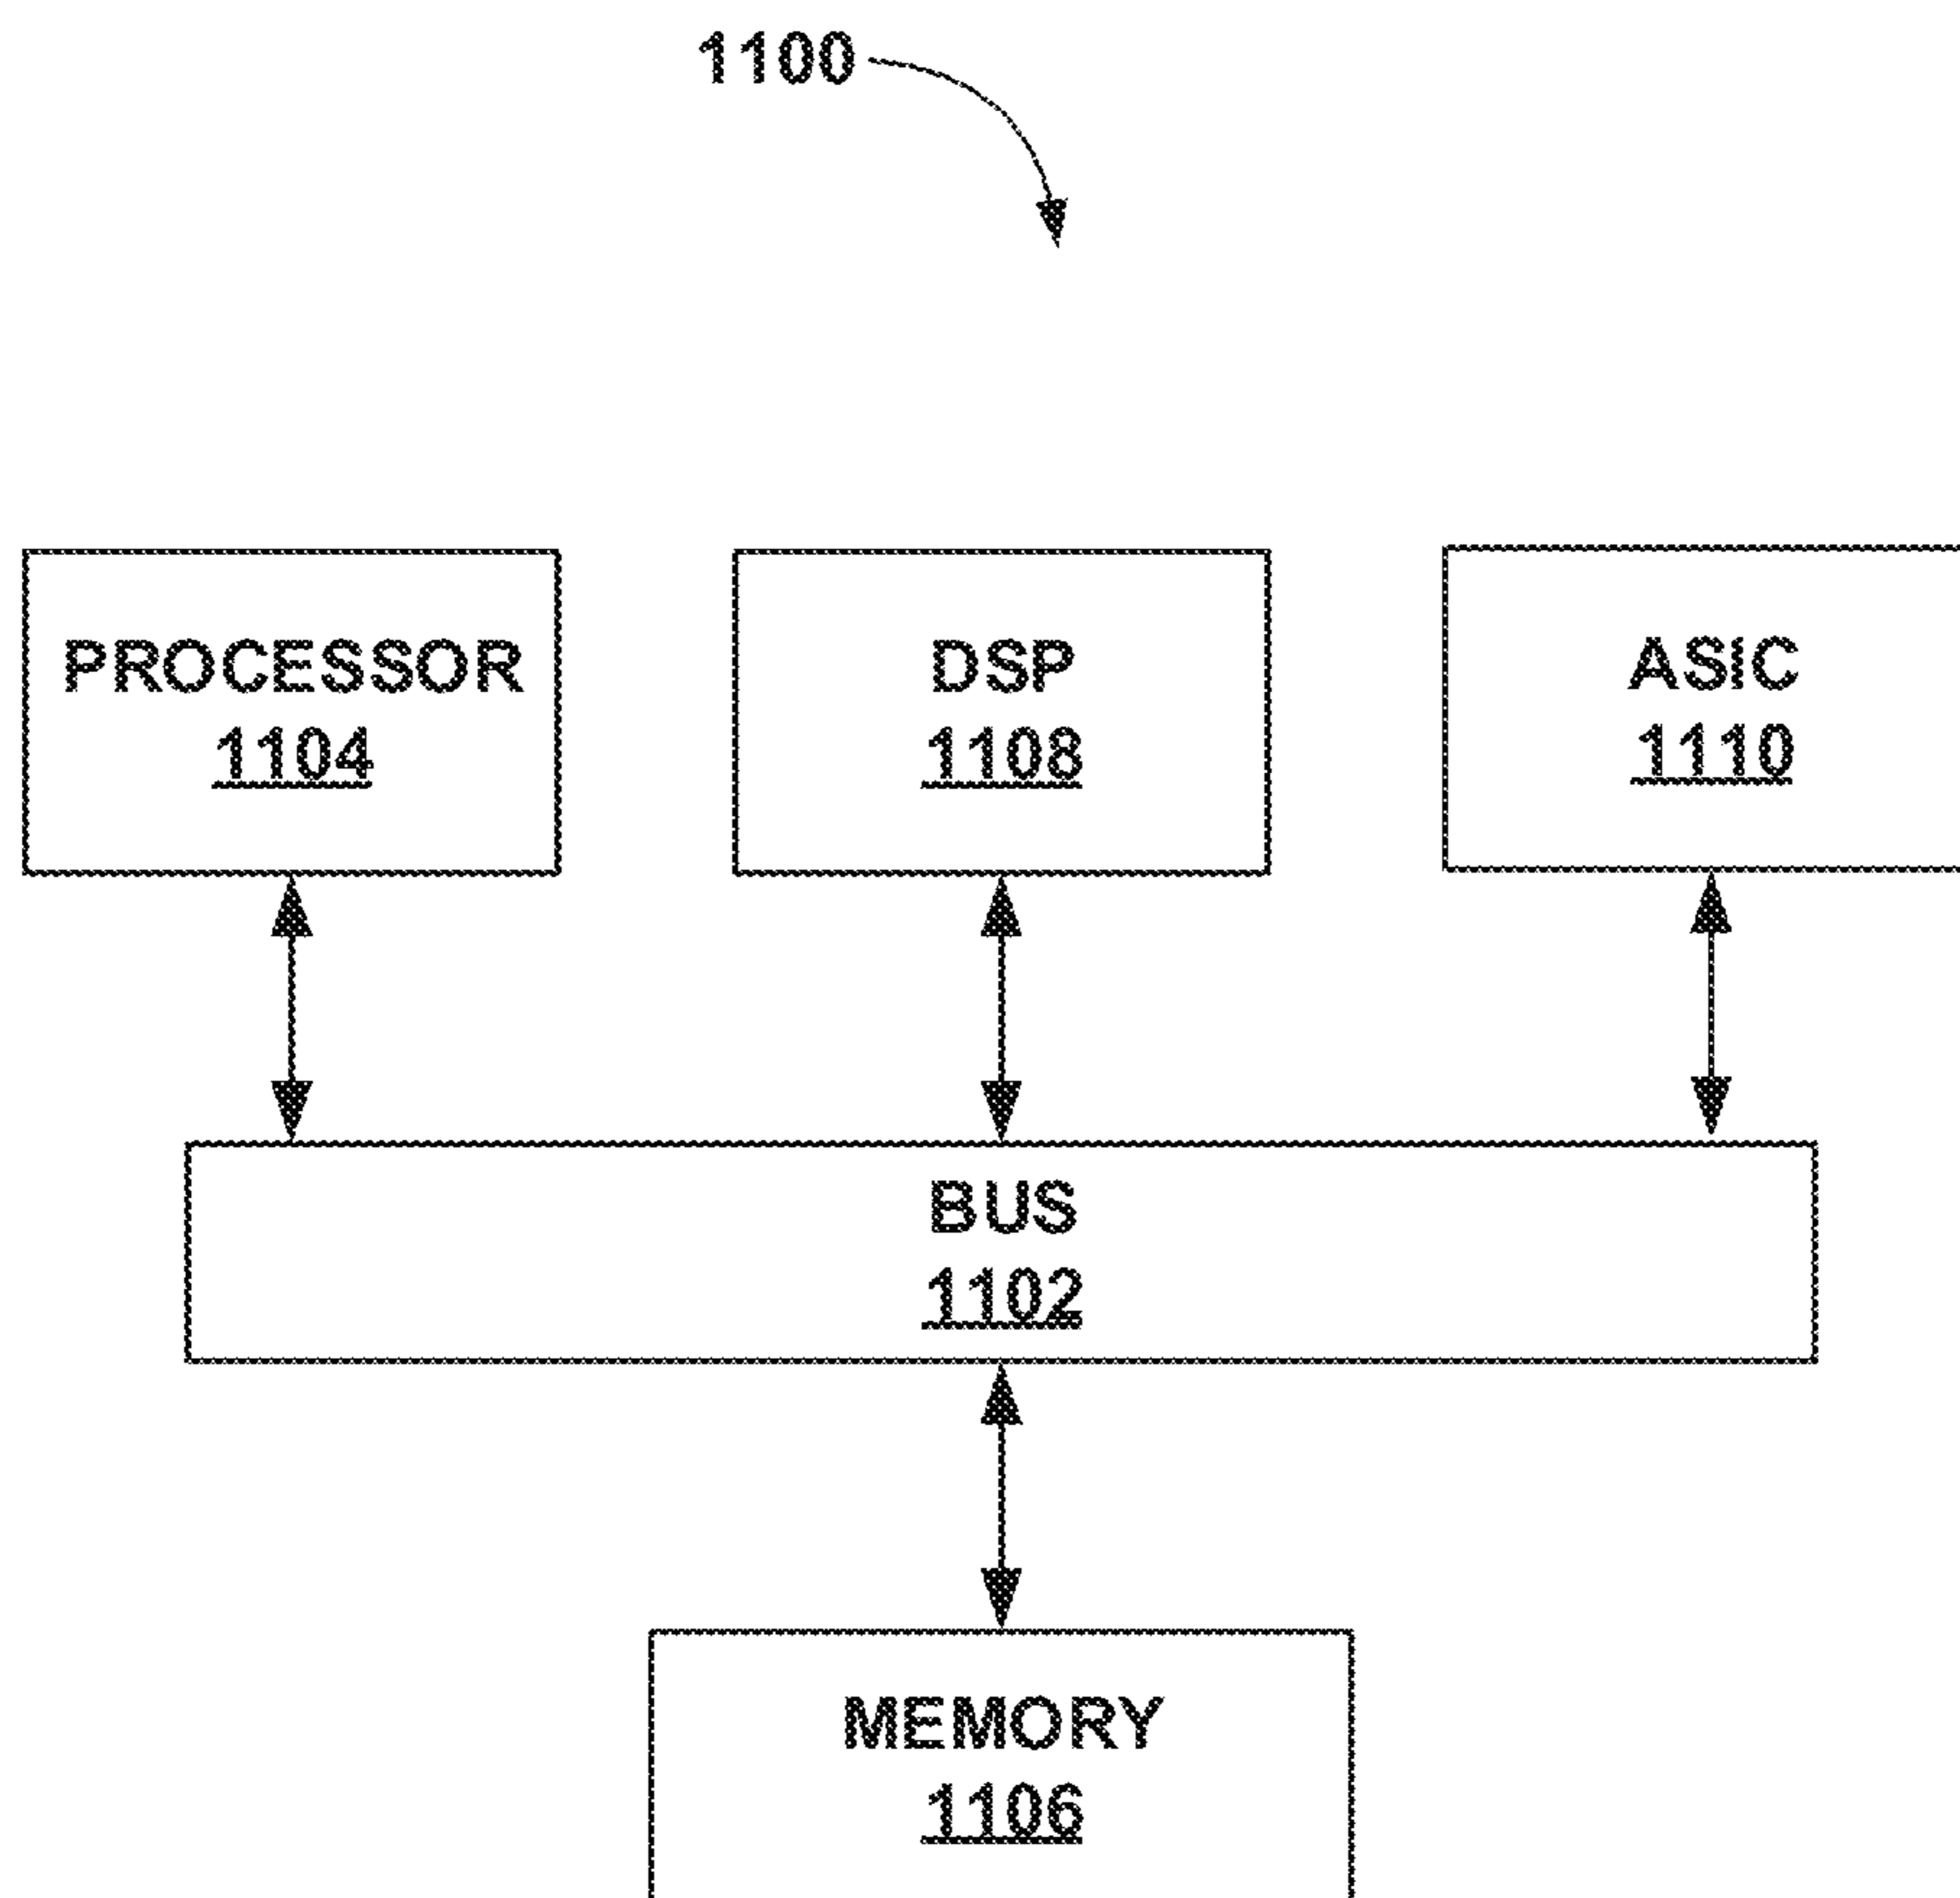 1100
PROCESSOR
1104
DSP
1108
ASIC
1110
BUS
1102
MEMORY
1106